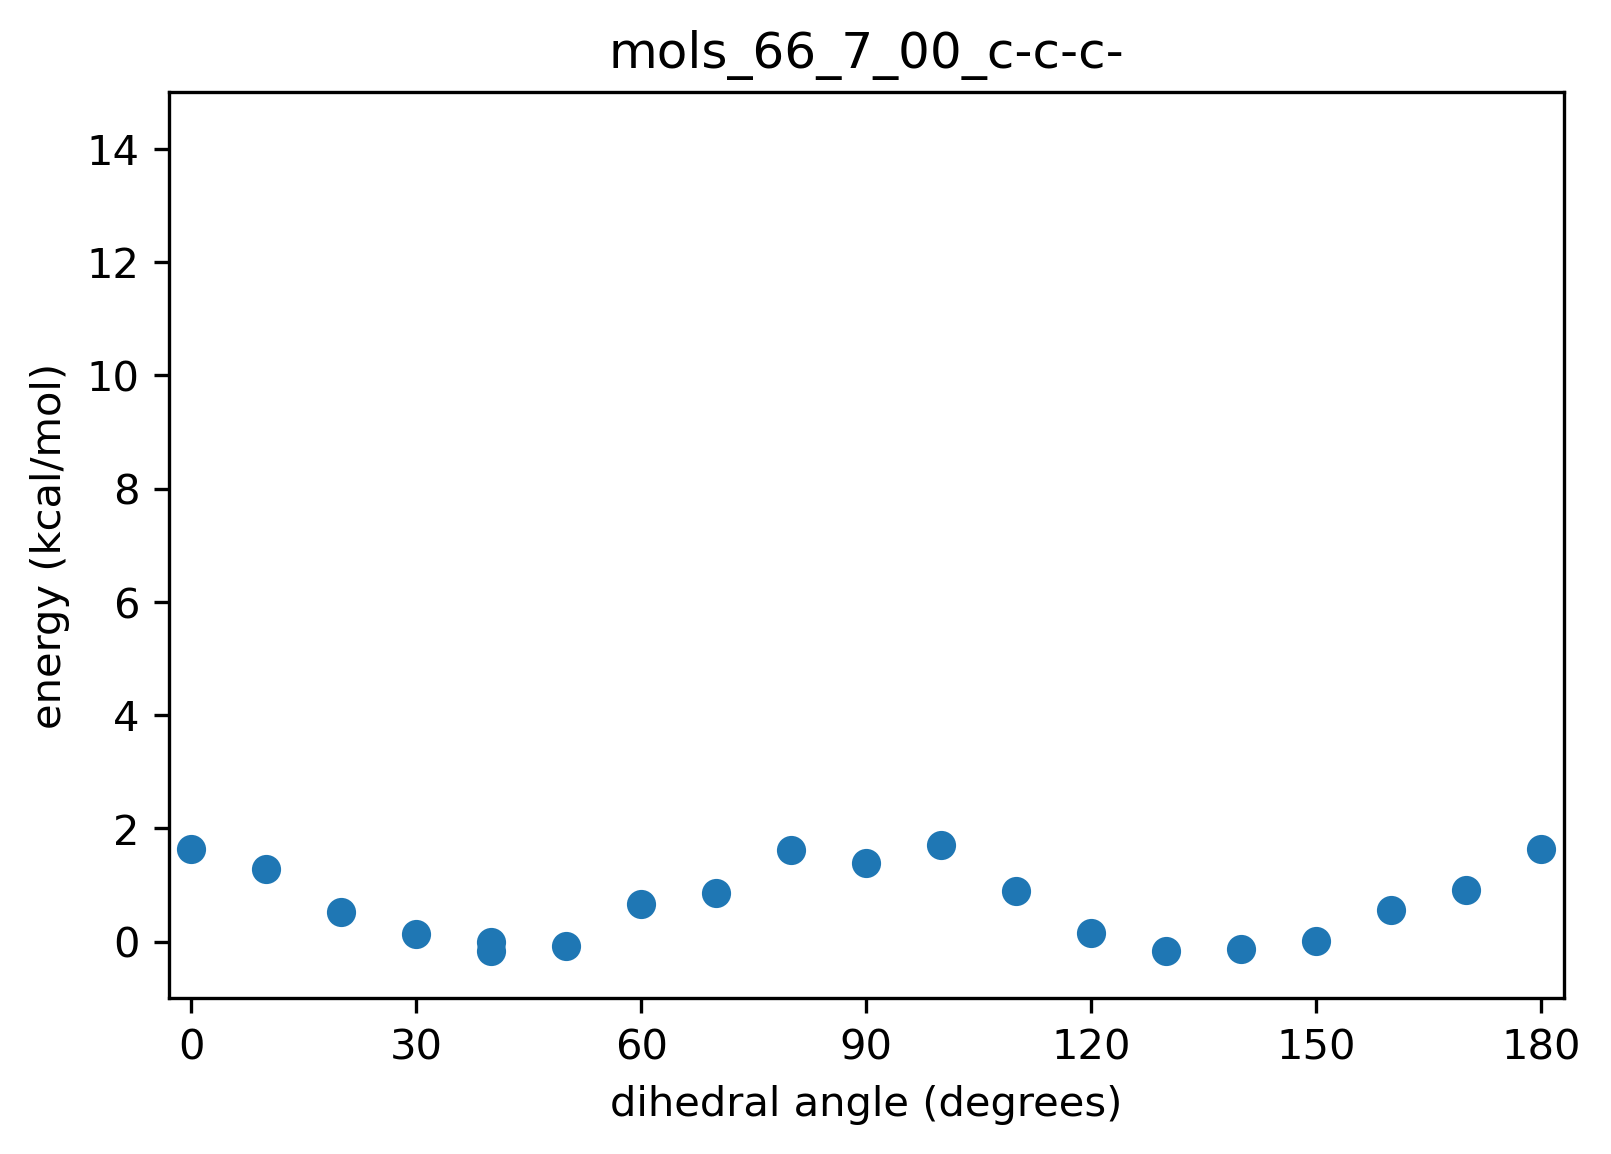 mols_66_7_00_c-c-c-
energy (kcal/mol)
14
12
10
8
6
4
2
0
0 30 60 90 120 150 180
dihedral angle (degrees)